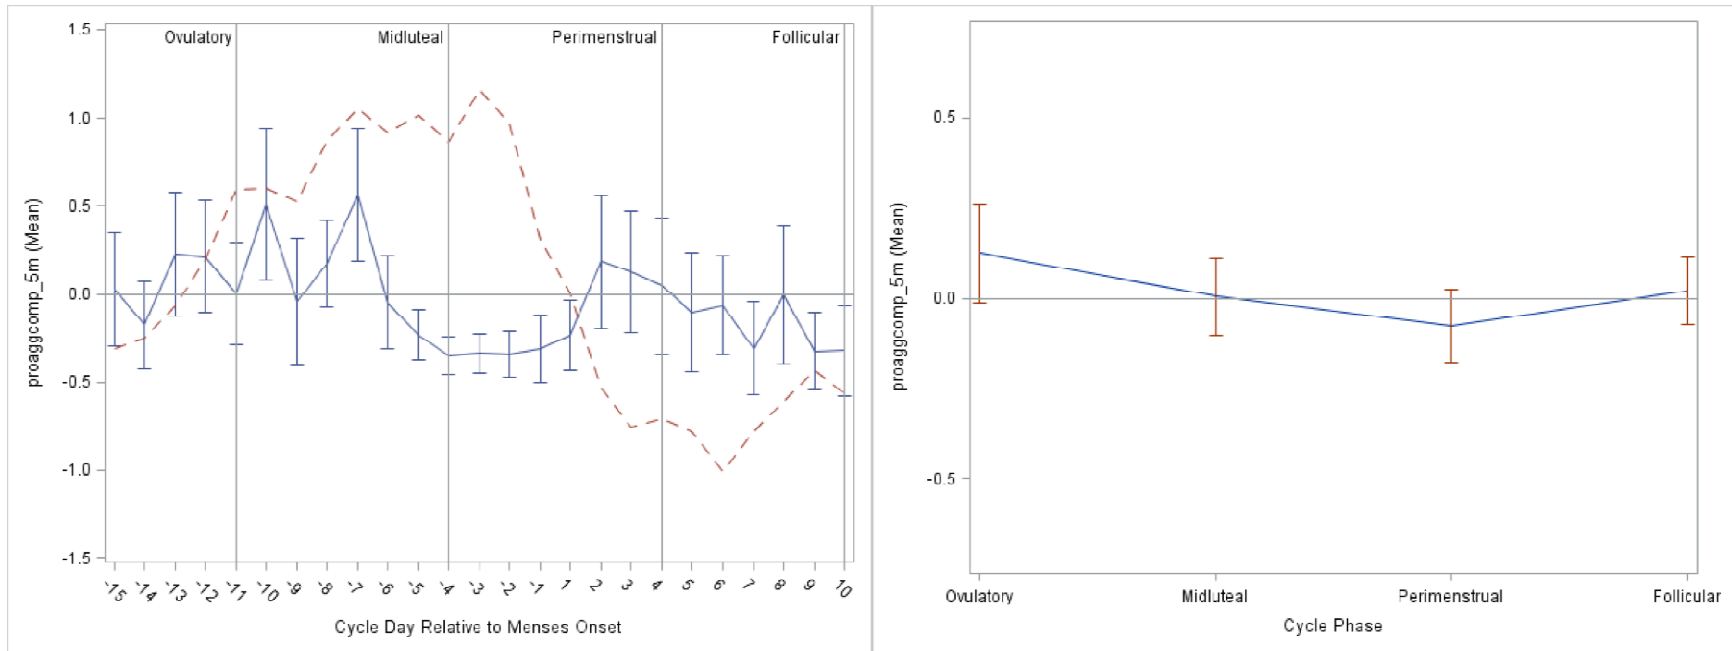 proaggcomp_5m (Mean)
1.5
1.0
0.5
0.0
-0.5
-1.0
-1.5
Ovulatory Midluteal Perimenstrual Follicular
-15 -14 -13 -12 -11 -10 -9 -8 -7 -6 -5 -4 -3 -2 -1 1 2 3 4 5 6 7 8 9 10
Cycle Day Relative to Menses Onset
proaggcomp_5m (Mean)
0.5
0.0
-0.5
Ovulatory Midluteal Perimenstrual Follicular
Cycle Phase